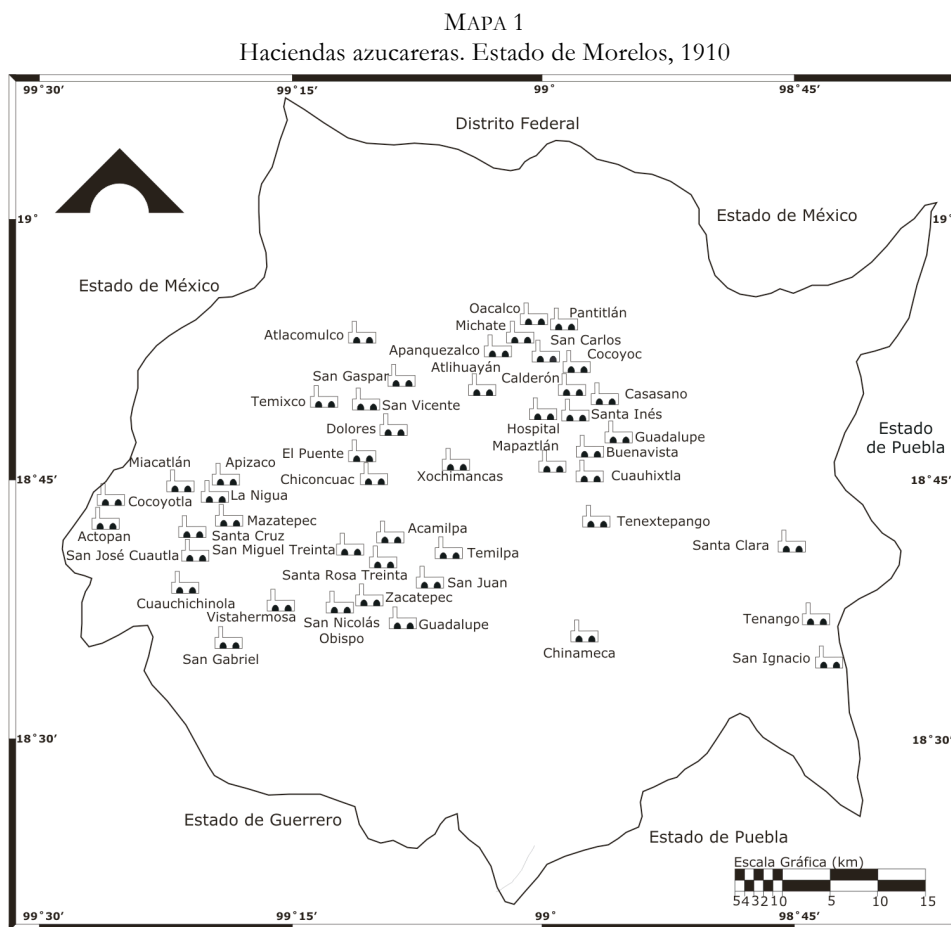 MAPA 1
Haciendas azucareras. Estado de Morelos, 1910
99°30’
99°15’
99°
98°45’
Distrito Federal
Estado de México
19°
19°
Estado de México
Oacalco
Pantitlán
Michate
Atlacomulco
San Carlos
Apanquezalco
Cocoyoc
Atlihuayán
San Gaspar
Calderón
Casasano
Temixco
San Vicente
Santa Inés
Dolores
Hospital
Estado
de Puebla
Guadalupe
Mapaztlán
El Puente
Buenavista
Miacatlán
Apizaco
Chiconcuac
Xochimancas
Cuauhixtla
18°45’
18°45’
Cocoyotla
La Nigua
Mazatepec
Tenextepango
Actopan
Santa Cruz
Acamilpa
San José Cuautla
San Miguel Treinta
Temilpa
Santa Clara
Santa Rosa Treinta
San Juan
Cuauchichinola
Zacatepec
Vistahermosa
San Nicolás
Obispo
Guadalupe
Tenango
San Gabriel
Chinameca
San Ignacio
18°30’
18°30’
Estado de Guerrero
Estado de Puebla
Escala Gráfica (km)
543210 5 10 15
99°30’
99°15’
99°
98°45’